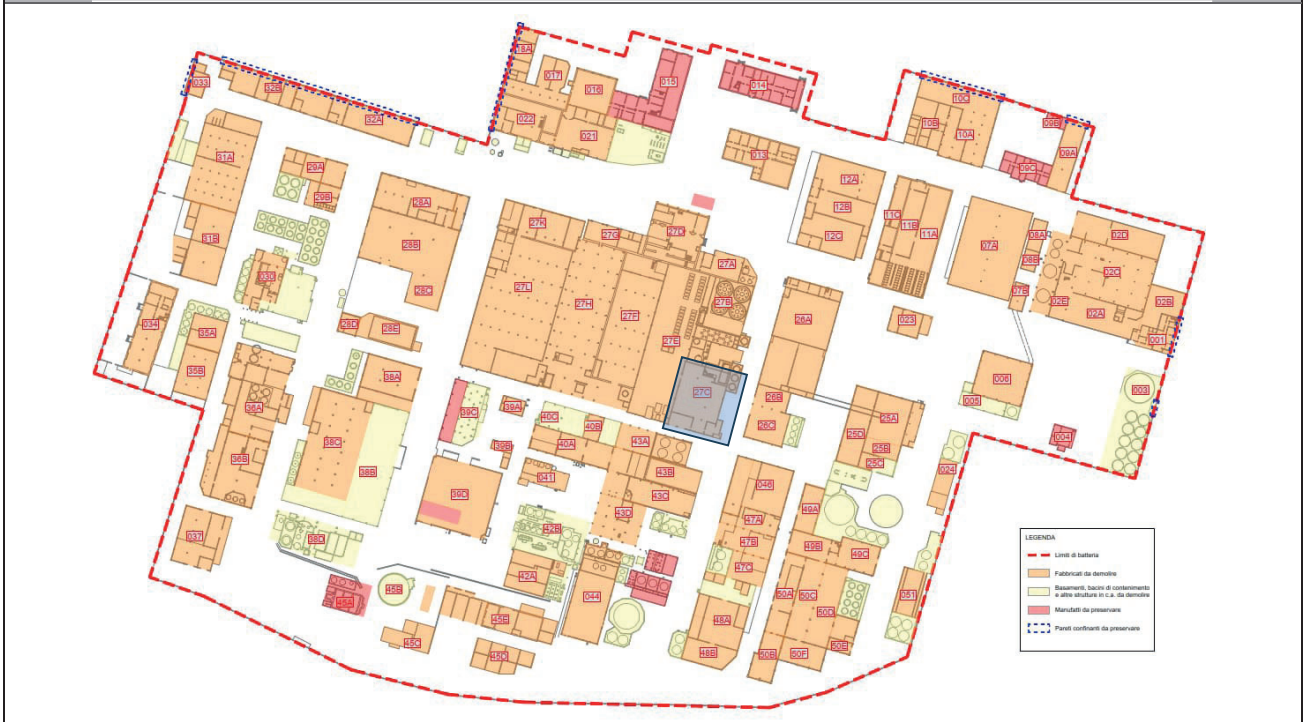 18A
017
016
015
014
033
32B
32A
022
021
013
10C
10B
10A
09B
09A
09C
31A
29A
29B
28A
12A
12B
12C
11C
11B
11A
07A
08A
08B
02D
02C
27K
27G
27D
27A
31B
28B
030
28C
27L
27H
27F
27B
07B
02E
02A
02B
001
28D
28E
27E
26A
023
034
35A
35B
38A
27C
006
005
003
36A
39C
39A
40C
40B
26B
26C
25A
25D
25B
25C
004
38C
38B
36B
39B
40A
43A
43B
43C
041
39D
43D
046
024
47A
47B
47C
49A
49B
49C
037
38D
42B
42A
45A
45B
044
45E
45C
45D
48A
48B
50A
50C
50D
50E
50B
50F
051
LEGENDA
Limiti di batteria
Fabbricati da demolire
Basamenti, bacini di contenimento
e altre strutture in c.a. da demolire
Manufatti da preservare
Pareti confinanti da preservare